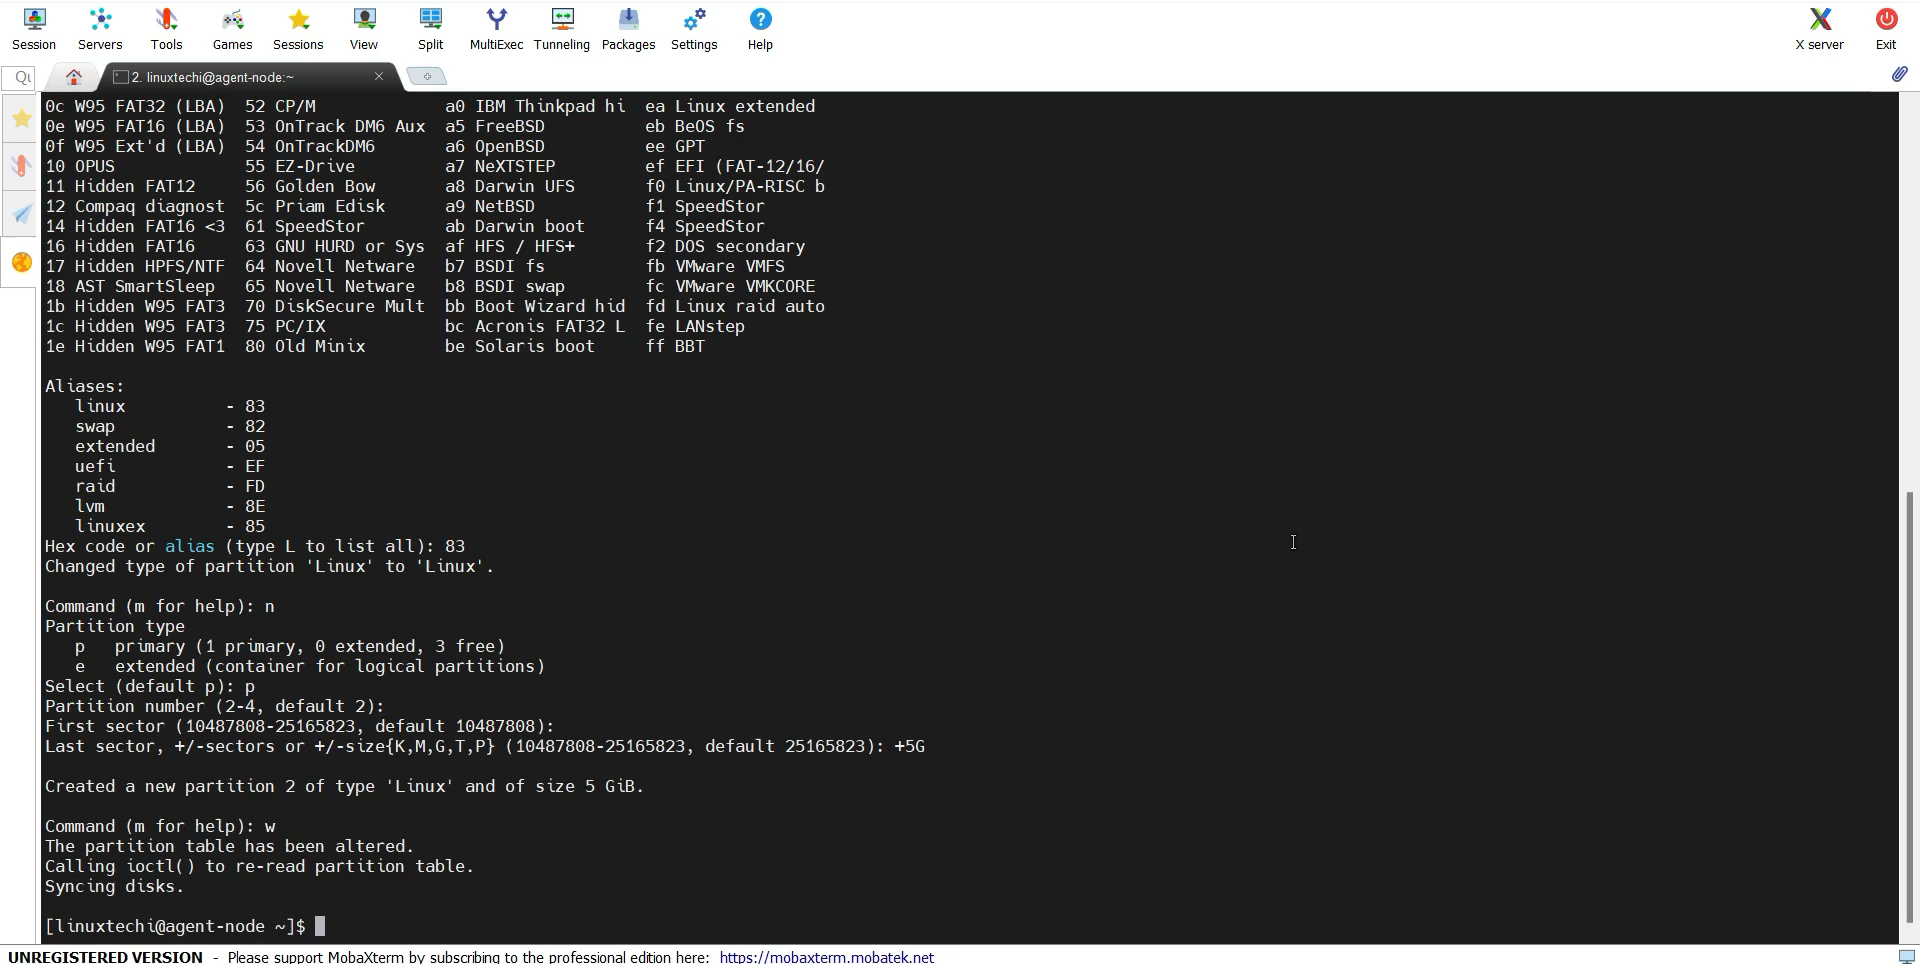 Session Servers Tools Games Sessions View Split MultiExec Tunneling Packages Settings Help X server Exit
2. linuxtechi@agent-node:~
0c W95 FAT32 (LBA)  52 CP/M             a0 IBM Thinkpad hi  ea Linux extended
0e W95 FAT16 (LBA)  53 OnTrack DM6 Aux  a5 FreeBSD          eb BeOS fs
0f W95 Ext'd (LBA)  54 OnTrackDM6       a6 OpenBSD          ee GPT
10 OPUS             55 EZ-Drive         a7 NeXTSTEP         ef EFI (FAT-12/16/
11 Hidden FAT12     56 Golden Bow       a8 Darwin UFS       f0 Linux/PA-RISC b
12 Compaq diagnost  5c Priam Edisk      a9 NetBSD           f1 SpeedStor
14 Hidden FAT16 <3  61 SpeedStor        ab Darwin boot      f4 SpeedStor
16 Hidden FAT16     63 GNU HURD or Sys  af HFS / HFS+       f2 DOS secondary
17 Hidden HPFS/NTF  64 Novell Netware   b7 BSDI fs          fb VMware VMFS
18 AST SmartSleep   65 Novell Netware   b8 BSDI swap        fc VMware VMKCORE
1b Hidden W95 FAT3  70 DiskSecure Mult  bb Boot Wizard hid  fd Linux raid auto
1c Hidden W95 FAT3  75 PC/IX            bc Acronis FAT32 L  fe LANstep
1e Hidden W95 FAT1  80 Old Minix        be Solaris boot     ff BBT
Aliases:
linux          - 83
swap           - 82
extended       - 05
uefi           - EF
raid           - FD
lvm            - 8E
linuxex        - 85
Hex code or alias (type L to list all): 83
Changed type of partition 'Linux' to 'Linux'.
Command (m for help): n
Partition type
p   primary (1 primary, 0 extended, 3 free)
e   extended (container for logical partitions)
Select (default p): p
Partition number (2-4, default 2):
First sector (10487808-25165823, default 10487808):
Last sector, +/-sectors or +/-size{K,M,G,T,P} (10487808-25165823, default 25165823): +5G
Created a new partition 2 of type 'Linux' and of size 5 GiB.
Command (m for help): w
The partition table has been altered.
Calling ioctl() to re-read partition table.
Syncing disks.
[linuxtechi@agent-node ~]$
UNREGISTERED VERSION - Please support MobaXterm by subscribing to the professional edition here: https://mobaxterm.mobatek.net